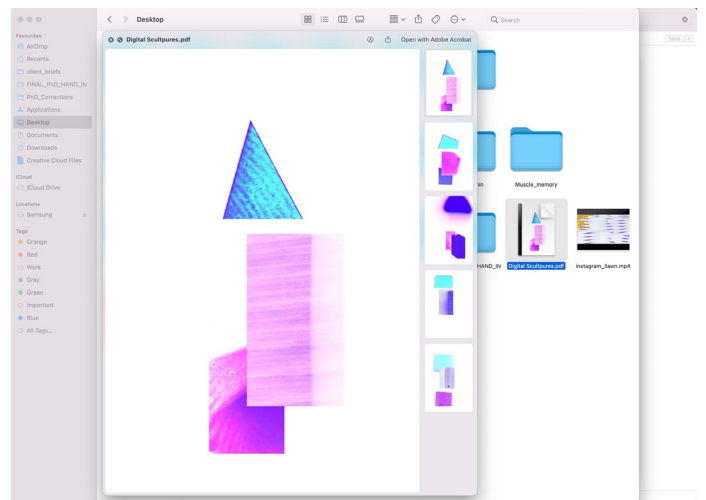 Desktop
Search
Favourites
AirDrop
Recents
client_briefs
FINAL_PhD_HAND_IN
PhD_Corrections
Applications
Desktop
Documents
Downloads
Creative Cloud Files
iCloud
iCloud Drive
Locations
Samsung
Tags
Orange
Red
Work
Gray
Green
Important
Blue
All Tags...
Digital Scultpures.pdf
Open with Adobe Acrobat
Save
Muscle_memory
HAND_IN
Digital Scultpures.pdf
instagram_llawn.mp4